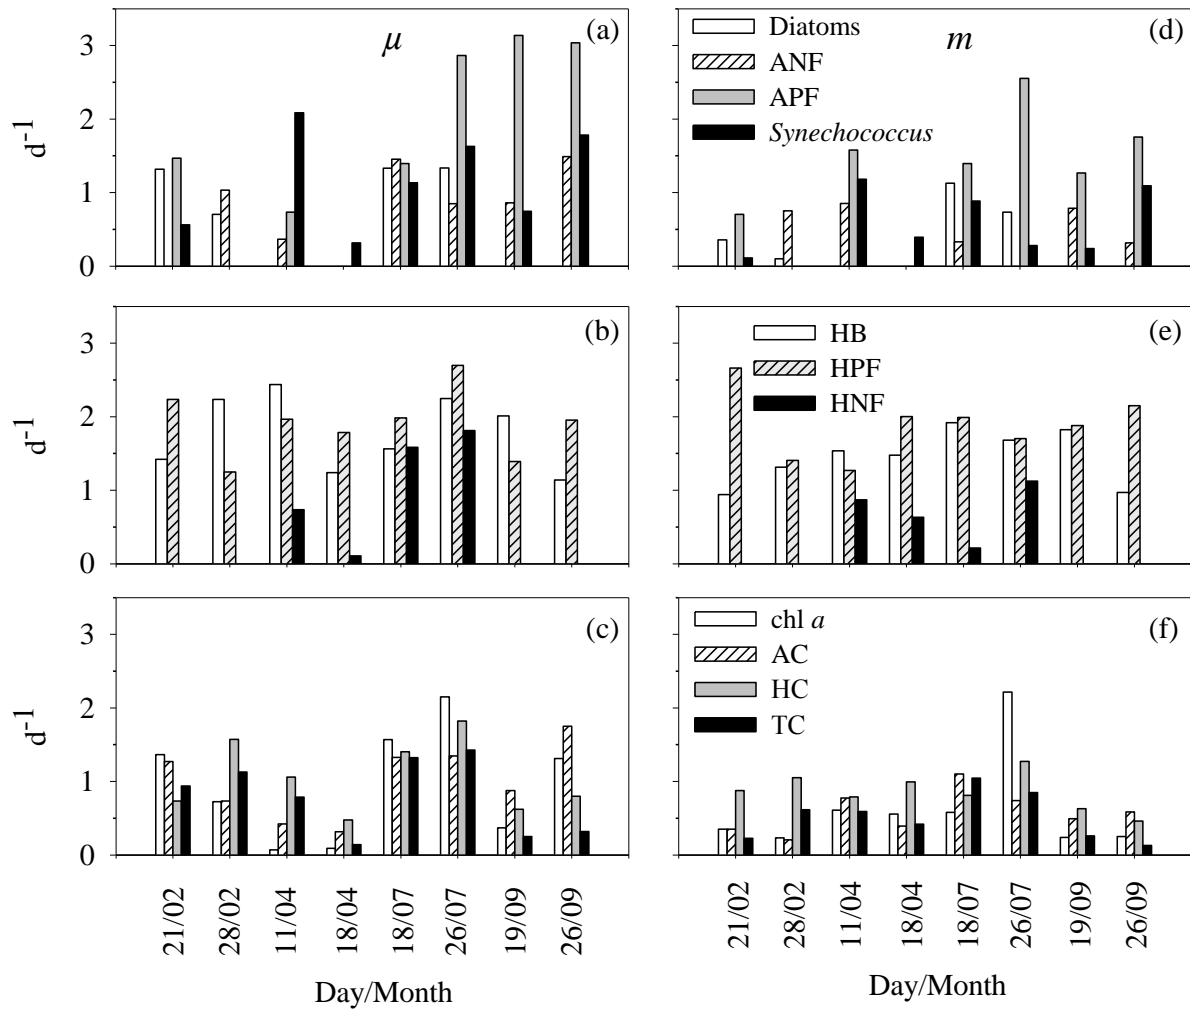 (a)
μ
3
2
1
0
d-1
Diatoms
ANF
APF
Synechococcus
m
(d)
(b)
3
2
1
0
d-1
HB
HPF
HNF
(e)
(c)
3
2
1
0
d-1
chl a
AC
HC
TC
(f)
21/02
28/02
11/04
18/04
18/07
26/07
19/09
26/09
Day/Month
21/02
28/02
11/04
18/04
18/07
26/07
19/09
26/09
Day/Month